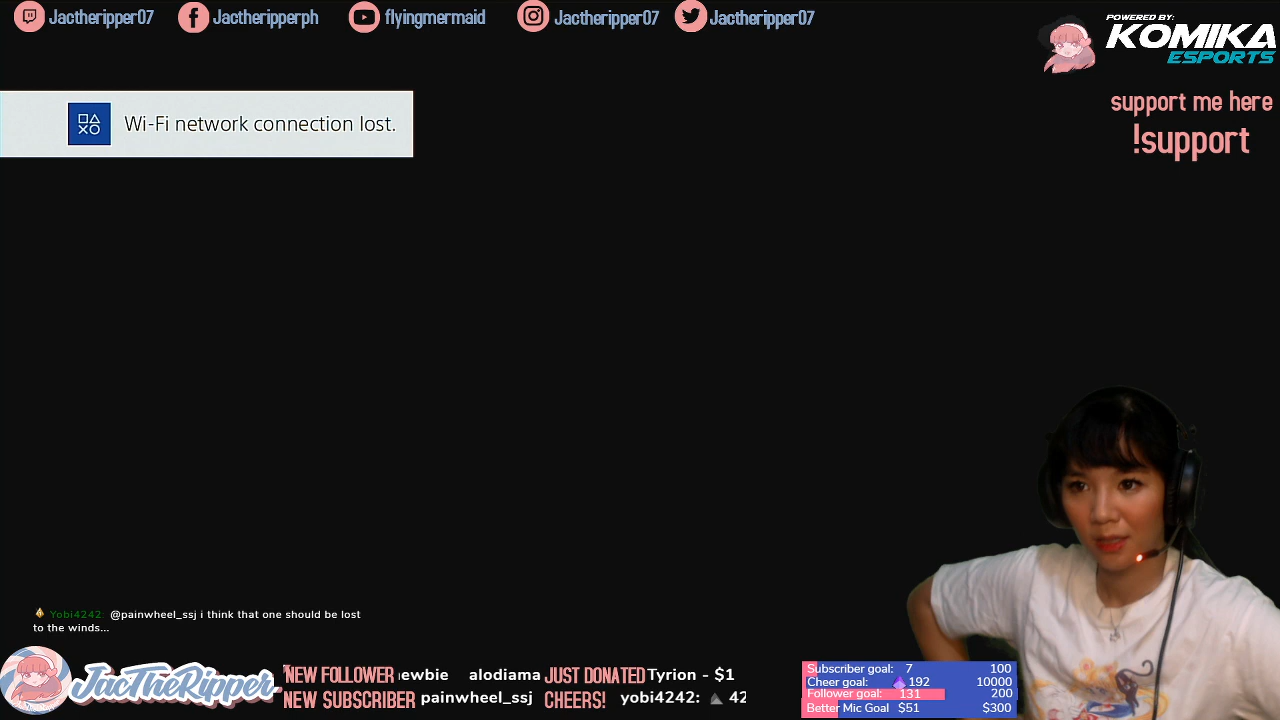 Jactheripper07
Jactheripperph
flyingmermaid
Jactheripper07
Jactheripper07
POWERED BY:
KOMIKA
ESPORTS
support me here
!support
Wi-Fi network connection lost.
Yobi4242: @painwheel_ssj i think that one should be lost
to the winds...
JacTheRipper
NEW FOLLOWER ewbie alodiama JUST DONATED Tyrion - $1
NEW SUBSCRIBER painwheel_ssj CHEERS! yobi4242: 42
Subscriber goal: 7 100
Cheer goal: 192 10000
Follower goal: 131 200
Better Mic Goal $51 $300